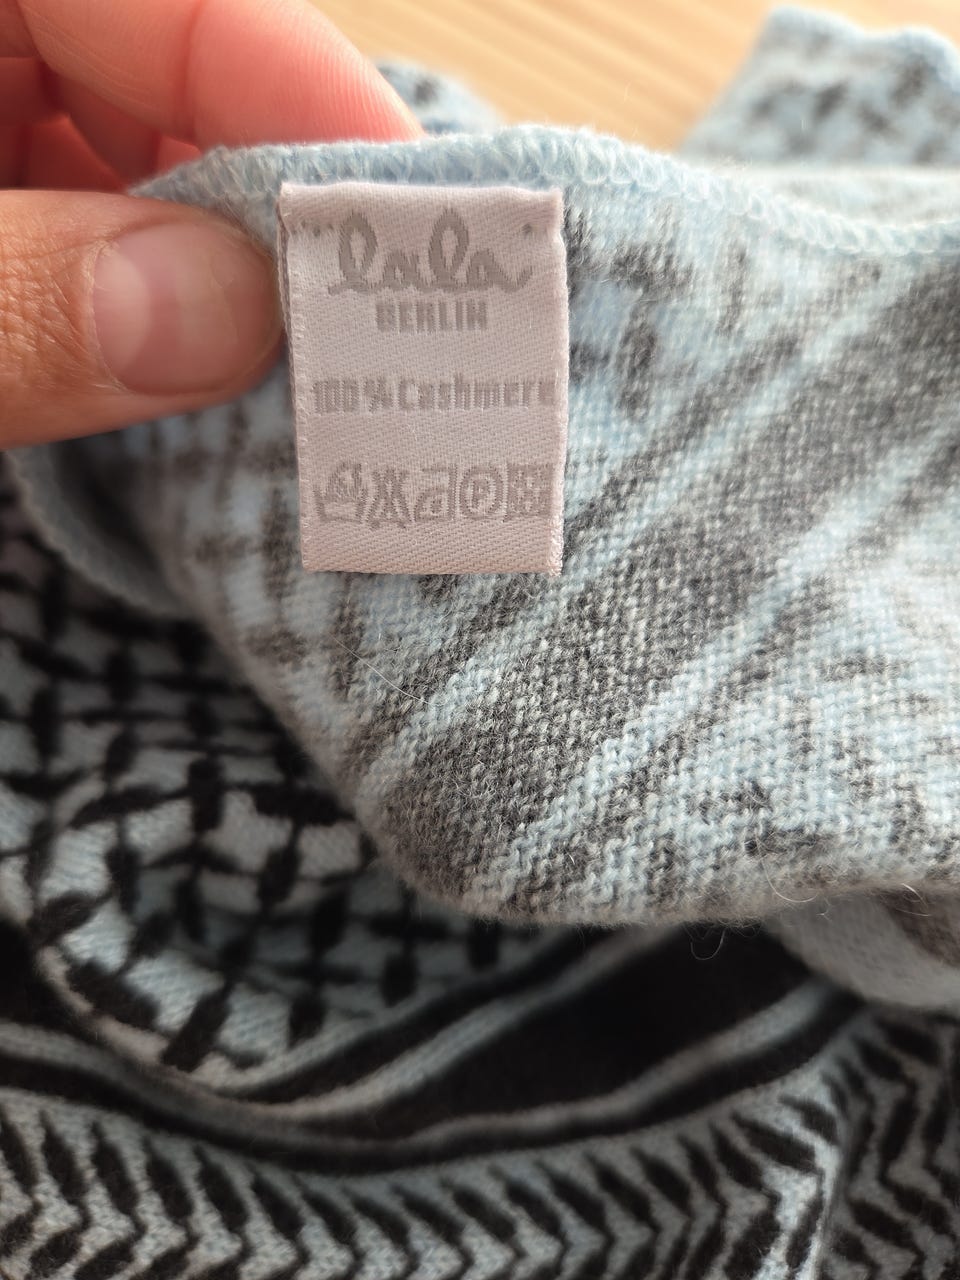 "lala"
BERLIN
100% Cashmere
P